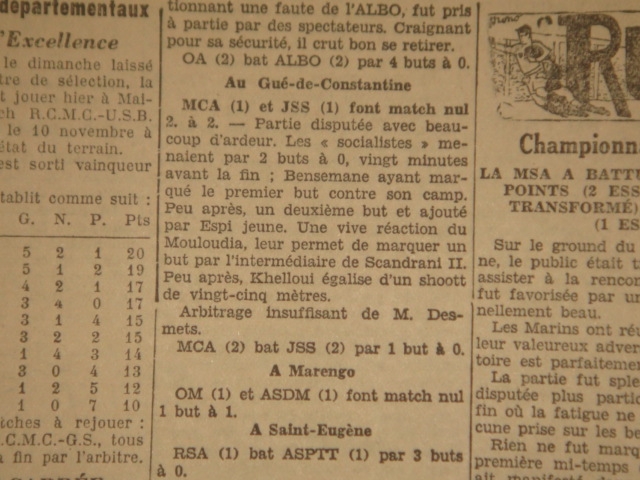 départementaux
d'Excellence
le dimanche laissé
tre de sélection, la
t jouer hier à Mai-
ch R.C.M.C.-U.S.B.
le 10 novembre à
état du terrain.
est sorti vainqueur
tablit comme suit :
G. N. P. Pts
5 2 1 20
5 1 2 19
4 2 1 17
3 4 0 17
3 1 4 15
3 2 2 15
1 4 3 14
3 0 4 13
1 2 5 12
1 0 7 10
tches à rejouer :
.C.M.C.-G.S., tous
a fin par l'arbitre.
tionnant une faute de l'ALBO, fut pris
à partie par des spectateurs. Craignant
pour sa sécurité, il crut bon se retirer.
OA (2) bat ALBO (2) par 4 buts à 0.
Au Gué-de-Constantine
MCA (1) et JSS (1) font match nul
2. à 2. — Partie disputée avec beau-
coup d'ardeur. Les « socialistes » me-
naient par 2 buts à 0, vingt minutes
avant la fin ; Bensemane ayant mar-
qué le premier but contre son camp.
Peu après, un deuxième but et ajouté
par Espi jeune. Une vive réaction du
Mouloudia, leur permet de marquer un
but par l'intermédiaire de Scandrani II.
Peu après, Khelloui égalise d'un shoott
de vingt-cinq mètres.
Arbitrage insuffisant de M. Des-
mets.
MCA (2) bat JSS (2) par 1 but à 0.
A Marengo
OM (1) et ASDM (1) font match nul
1 but à 1.
A Saint-Eugène
RSA (1) bat ASPTT (1) par 3 buts
à 0.
RU
Championna
LA MSA A BATTU
POINTS (2 ESS
TRANSFORMÉ)
(1 ES
Sur le ground du
ne, le public était t
assister à la rencon
fut favorisée par un
nellement beau.
Les Marins ont réu
leur valeureux adver
toire est parfaitemen
La partie fut sple
disputée plus partic
fin où la fatigue ne
cune prise sur les be
Rien ne fut marq
première mi-temps (